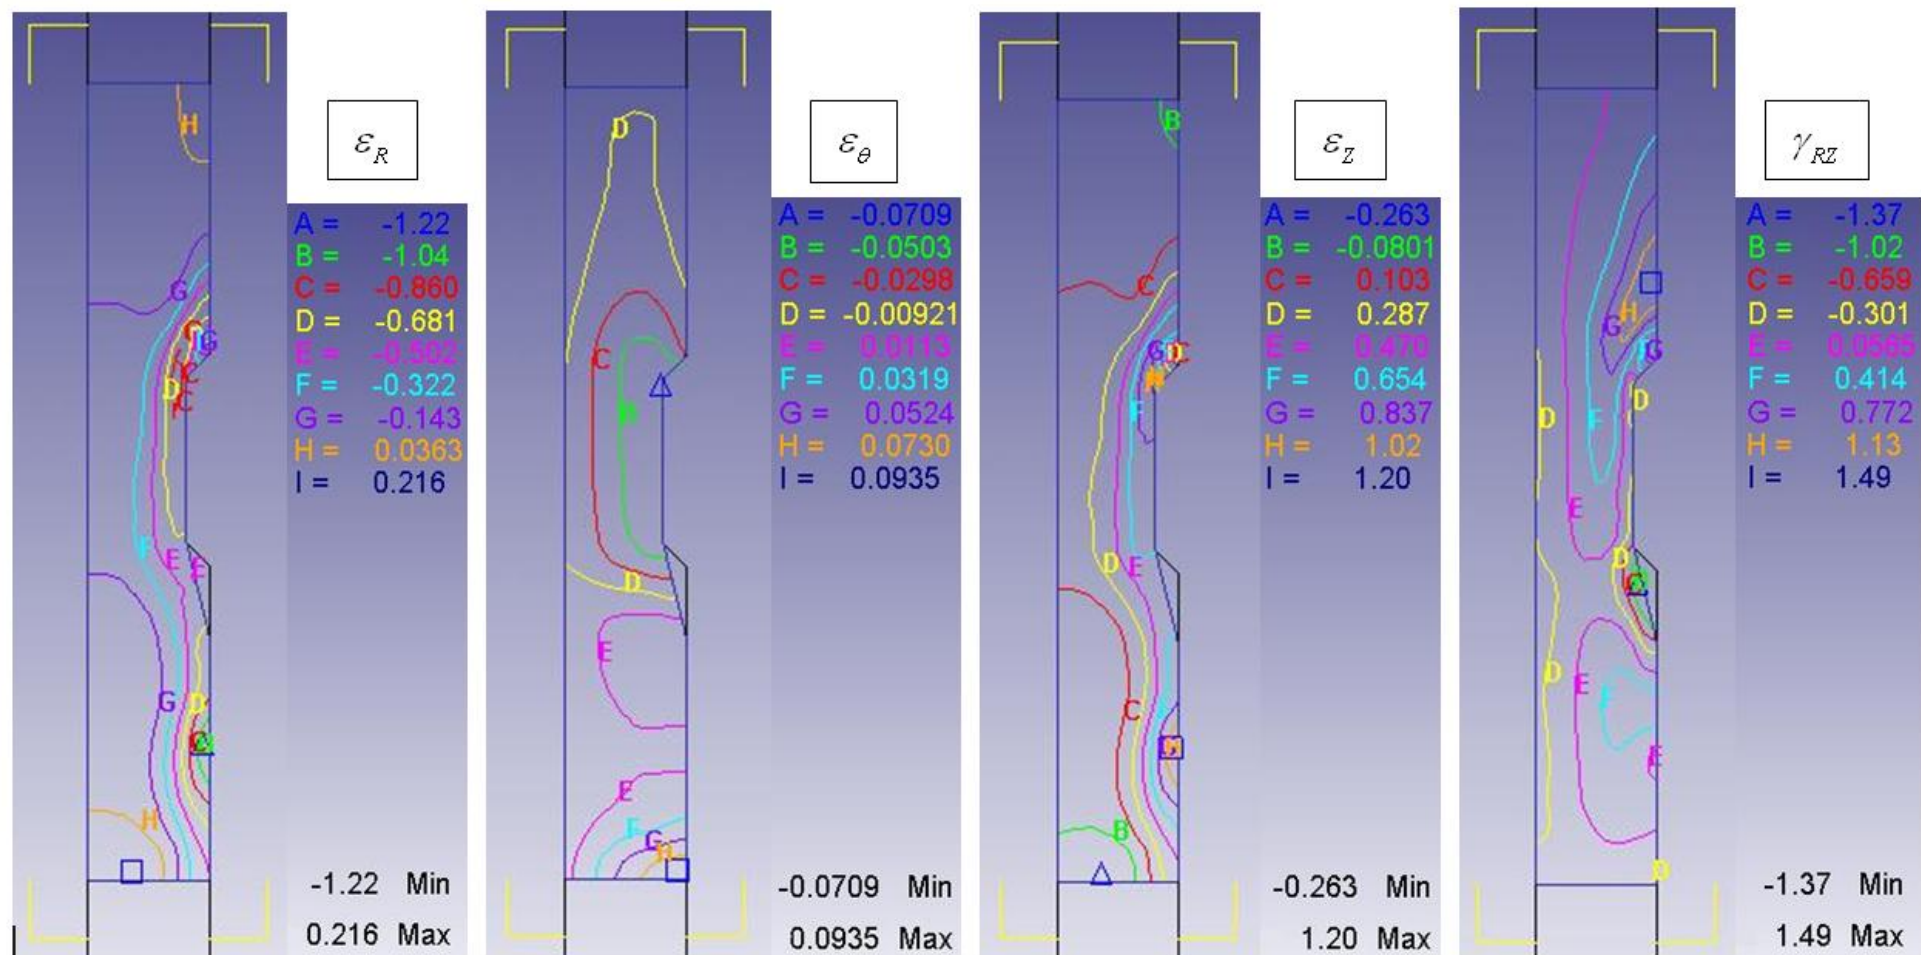 ε_R
A = -1.22
B = -1.04
C = -0.860
D = -0.681
E = -0.502
F = -0.322
G = -0.143
H = 0.0363
I = 0.216
-1.22 Min
0.216 Max
H
G
C
G
C
D
C
F
E
E
G
D
C
H
ε_θ
A = -0.0709
B = -0.0503
C = -0.0298
D = -0.00921
E = 0.0113
F = 0.0319
G = 0.0524
H = 0.0730
I = 0.0935
-0.0709 Min
0.0935 Max
D
C
B
D
E
E
F
G
H
ε_Z
A = -0.263
B = -0.0801
C = 0.103
D = 0.287
E = 0.470
F = 0.654
G = 0.837
H = 1.02
I = 1.20
-0.263 Min
1.20 Max
B
C
G
C
H
F
D
E
C
F
H
B
γ_RZ
A = -1.37
B = -1.02
C = -0.659
D = -0.301
E = 0.0565
F = 0.414
G = 0.772
H = 1.13
I = 1.49
-1.37 Min
1.49 Max
H
G
G
D
D
F
E
D
C
D
E
F
E
D